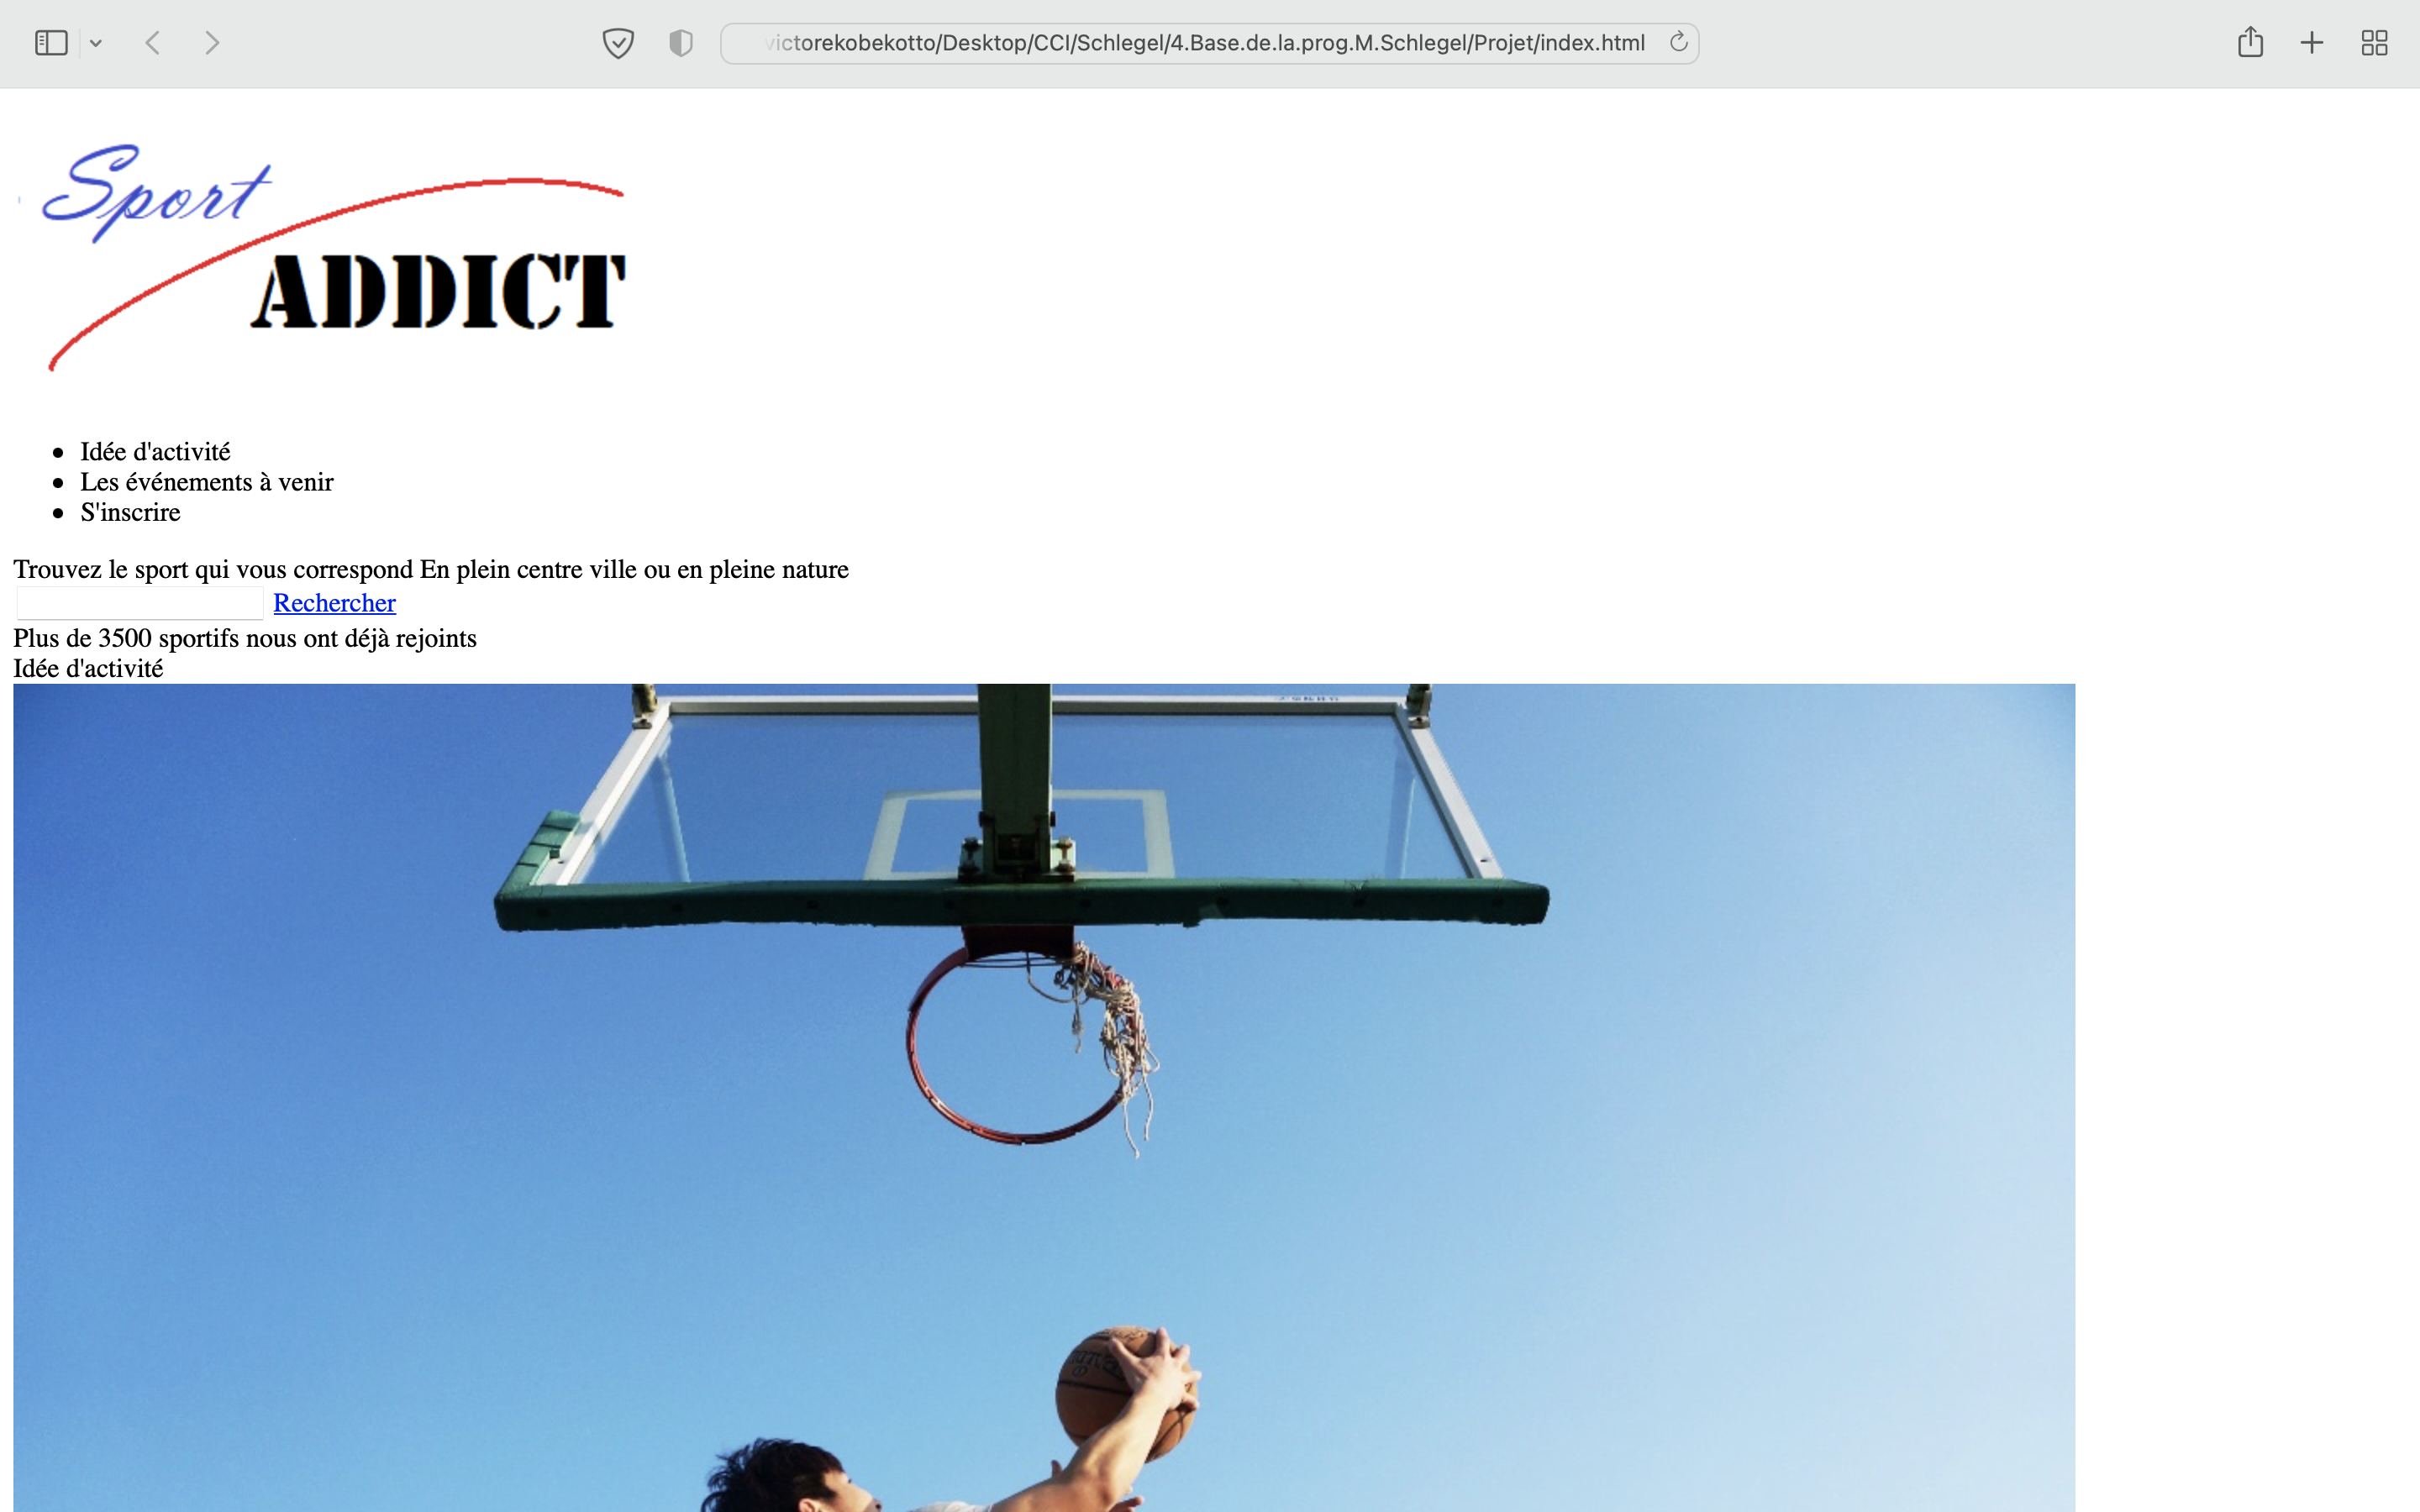 victorekobekotto/Desktop/CCI/Schlegel/4.Base.de.la.prog.M.Schlegel/Projet/index.html
Sport
ADDICT
Idée d'activité
Les événements à venir
S'inscrire
Trouvez le sport qui vous correspond En plein centre ville ou en pleine nature
Rechercher
Plus de 3500 sportifs nous ont déjà rejoints
Idée d'activité